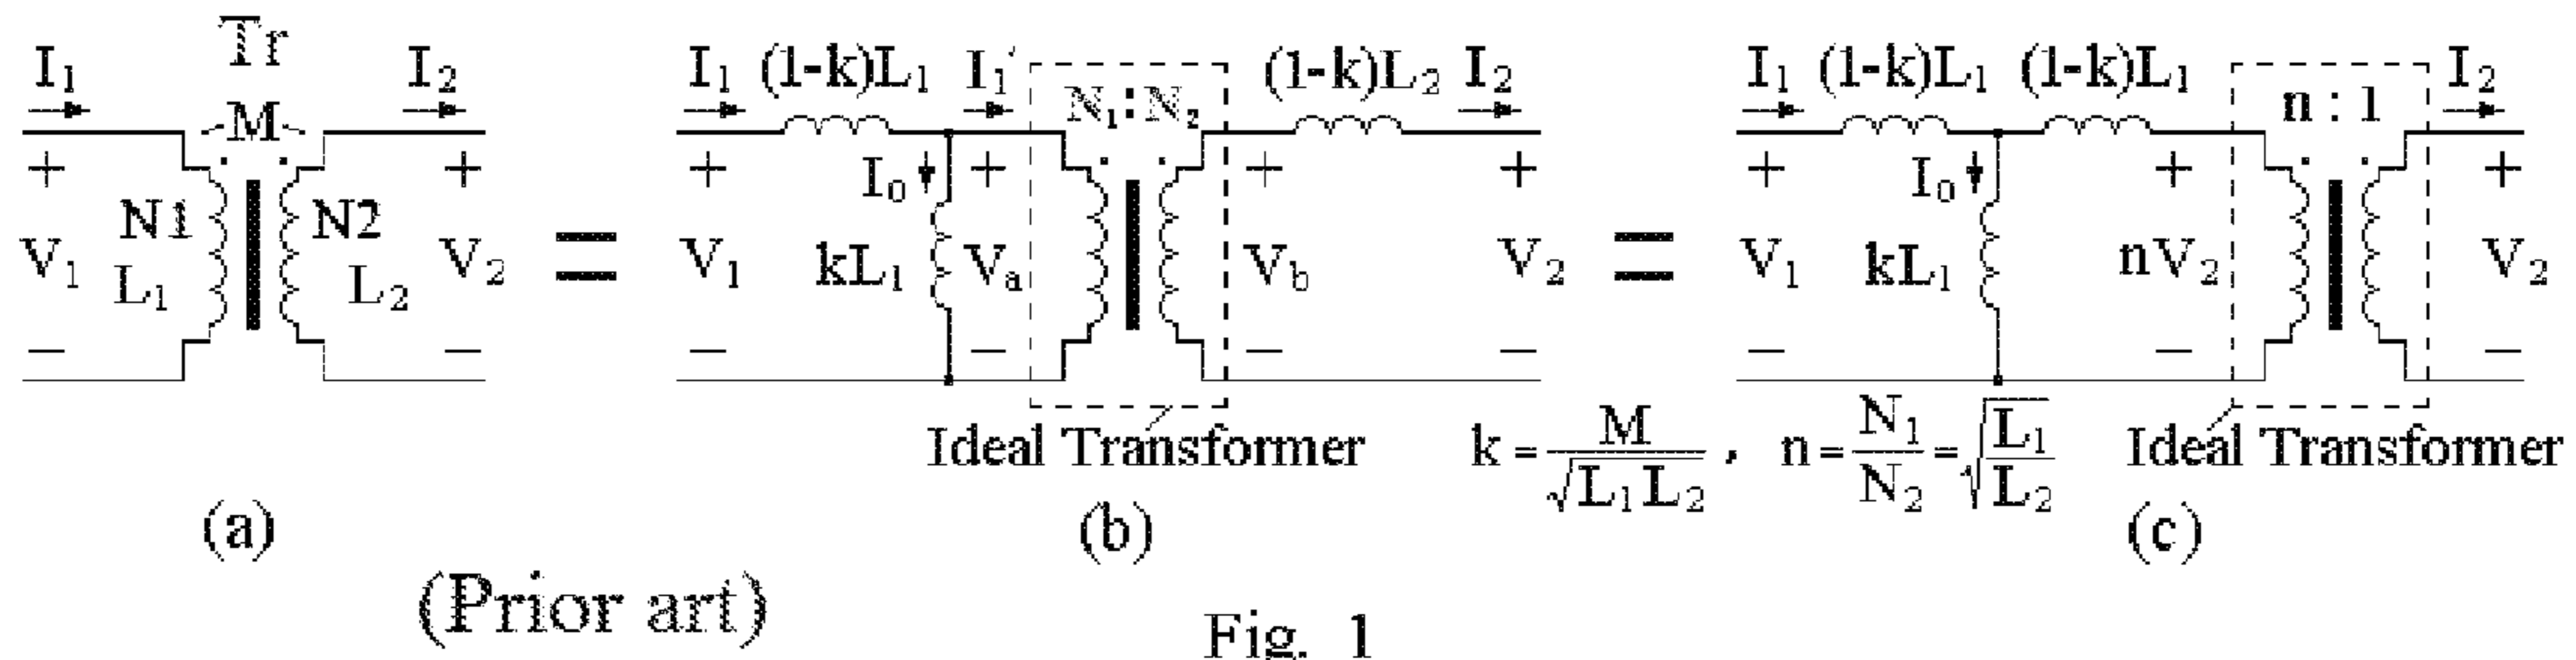 Tr
I₁ M I₂
+ +
N1 N2
V₁ L₁ L₂ V₂
− −
(a)
=
I₁ (1-k)L₁ I₁′ N₁:N₂ (1-k)L₂ I₂
+ I₀ + + +
V₁ kL₁ Vₐ V_b V₂
− − − −
Ideal Transformer
(b)
=
I₁ (1-k)L₁ (1-k)L₁ n : 1 I₂
+ I₀ + +
V₁ kL₁ nV₂ V₂
− − −
Ideal Transformer
(c)
k = M/√(L₁L₂) , n = N₁/N₂ = √(L₁/L₂)
(Prior art)
Fig. 1